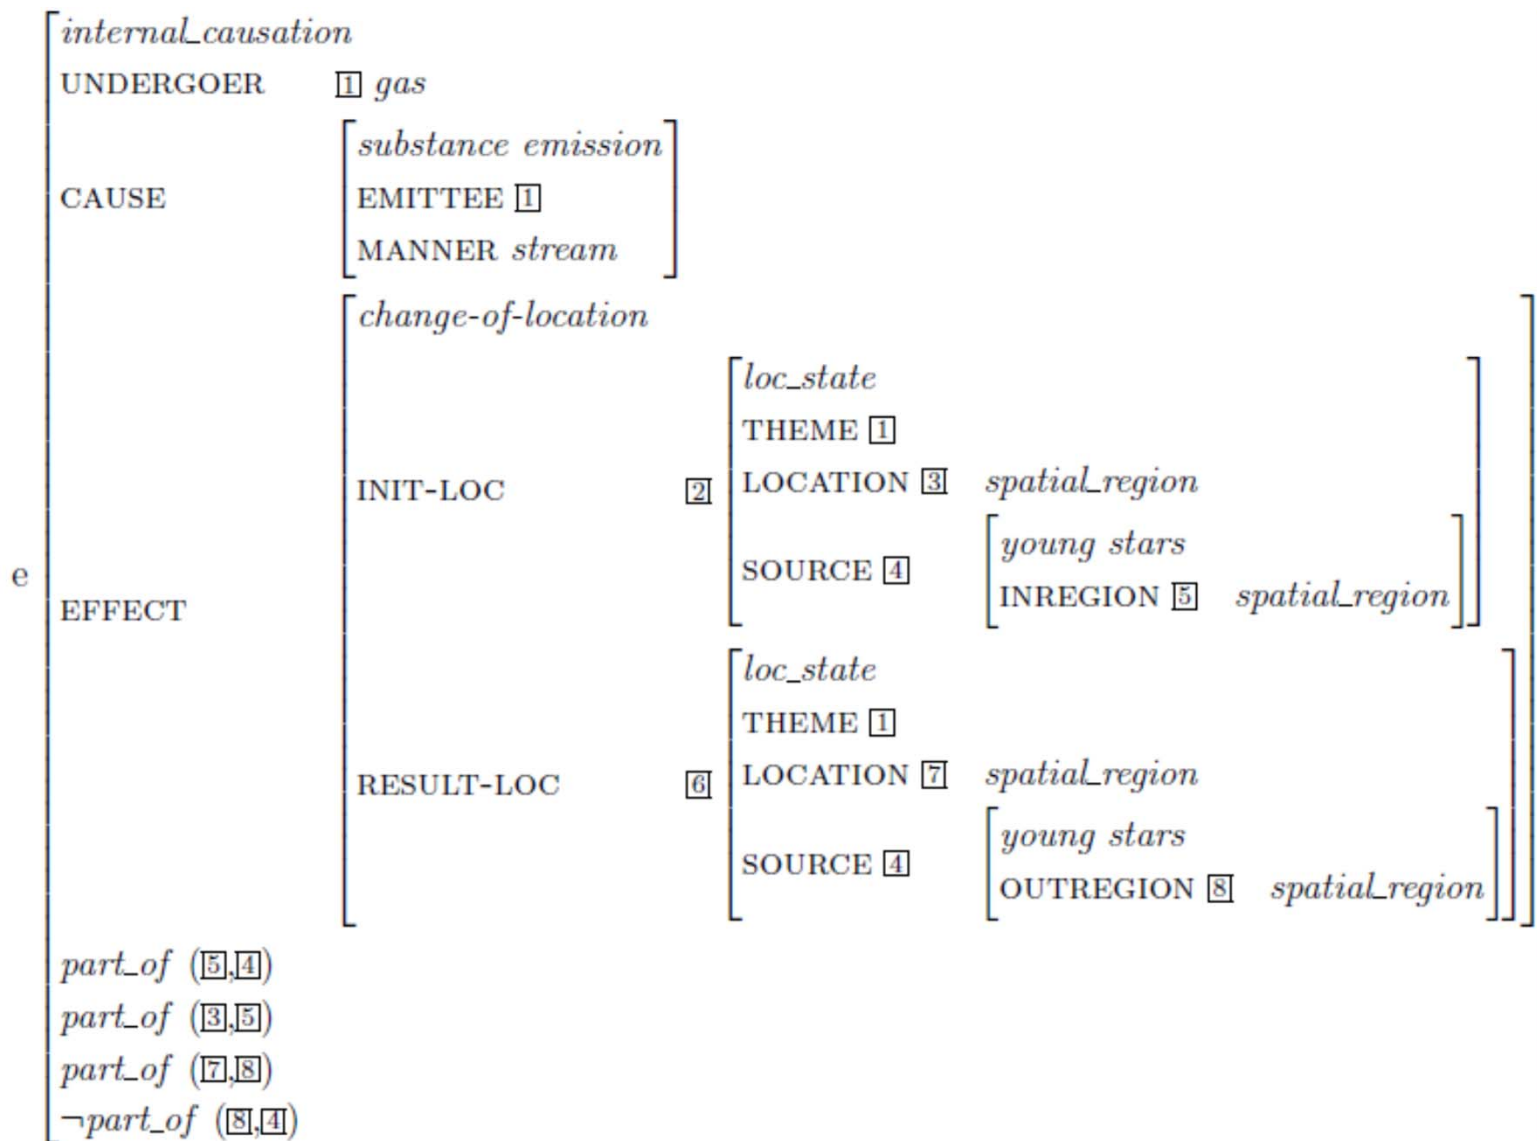 internal_causation
UNDERGOER 1 gas
substance emission
CAUSE EMITTEE 1
MANNER stream
change-of-location
loc_state
THEME 1
INIT-LOC 2 LOCATION 3 spatial_region
young stars
SOURCE 4
INREGION 5 spatial_region
e
EFFECT
loc_state
THEME 1
RESULT-LOC 6 LOCATION 7 spatial_region
young stars
SOURCE 4
OUTREGION 8 spatial_region
part_of (5,4)
part_of (3,5)
part_of (7,8)
¬part_of (8,4)